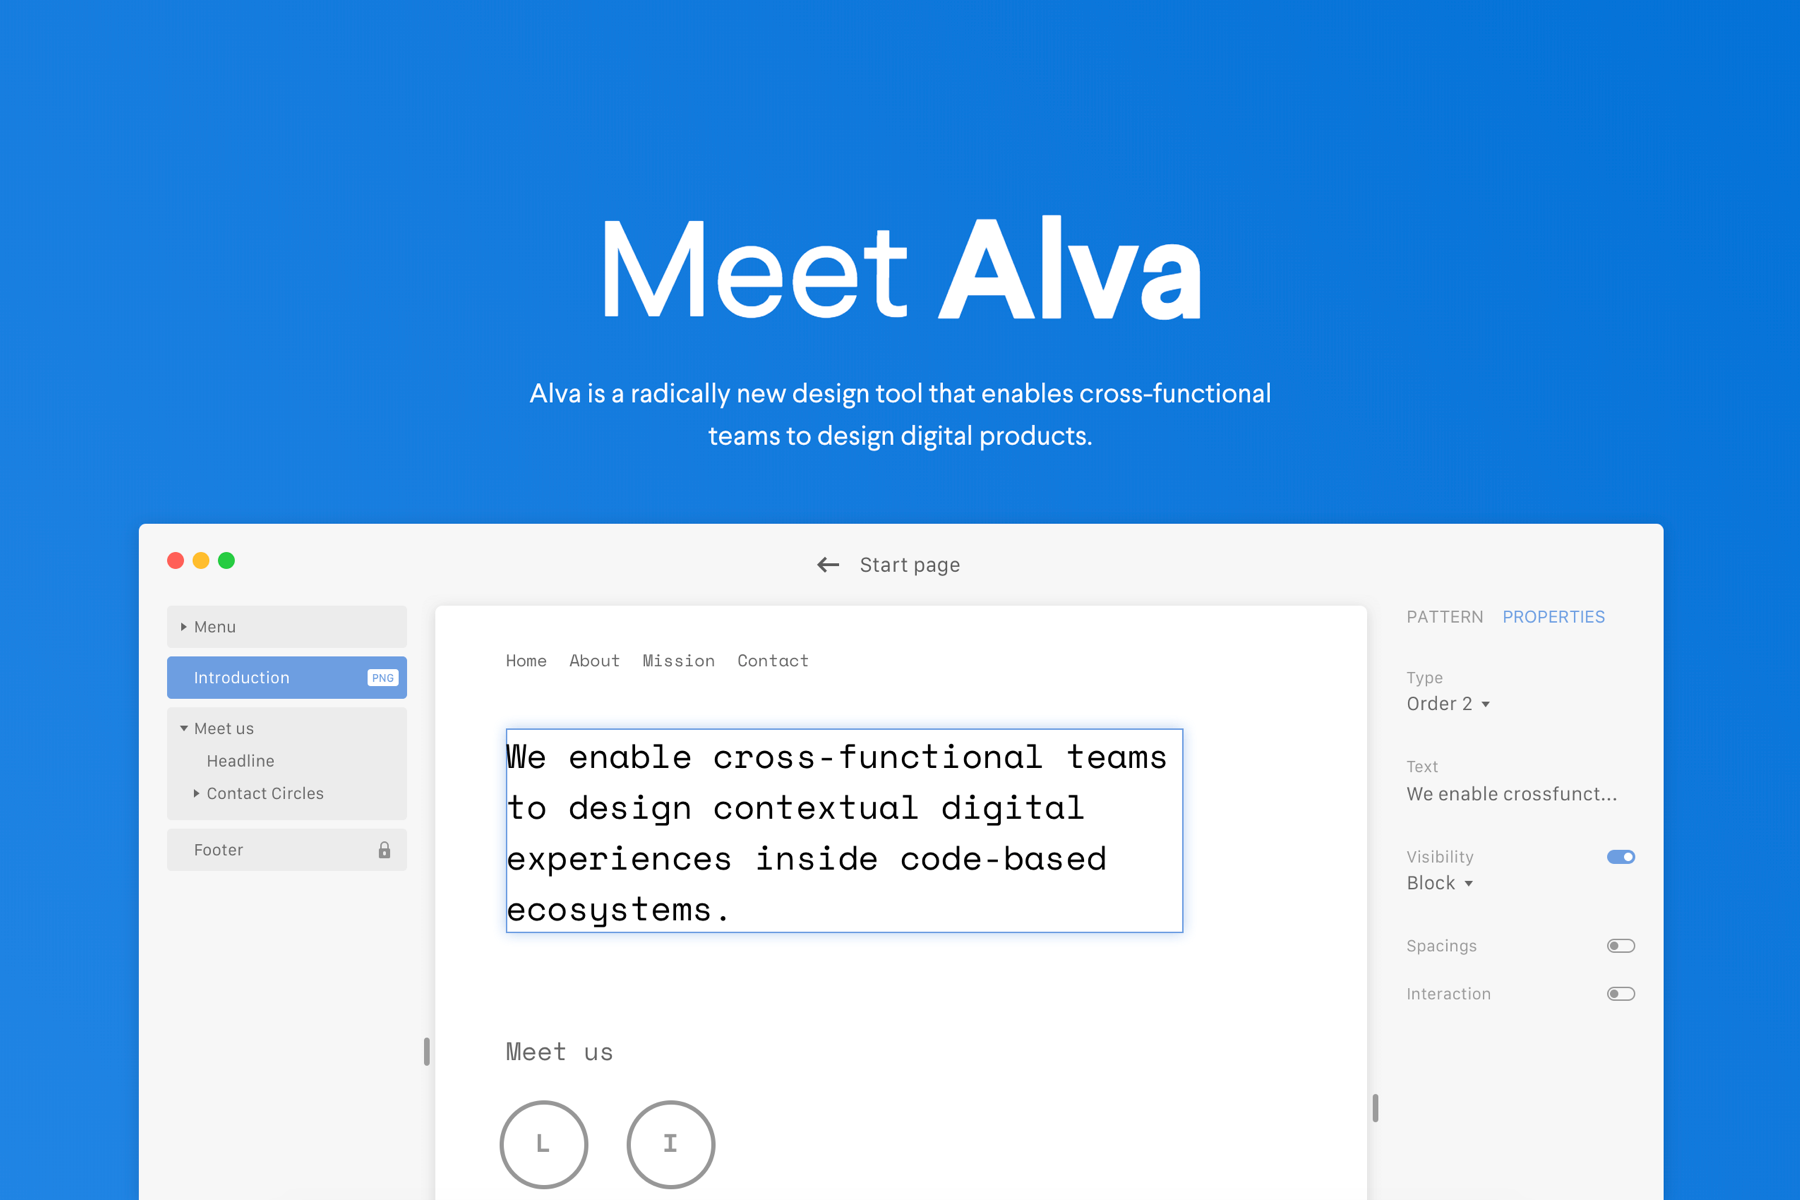 Meet Alva
Alva is a radically new design tool that enables cross-functional
teams to design digital products.
Start page
Menu
Introduction PNG
Meet us
Headline
Contact Circles
Footer
Home About Mission Contact
We enable cross-functional teams
to design contextual digital
experiences inside code-based
ecosystems.
Meet us
L I
PATTERN PROPERTIES
Type
Order 2
Text
We enable crossfunct...
Visibility
Block
Spacings
Interaction